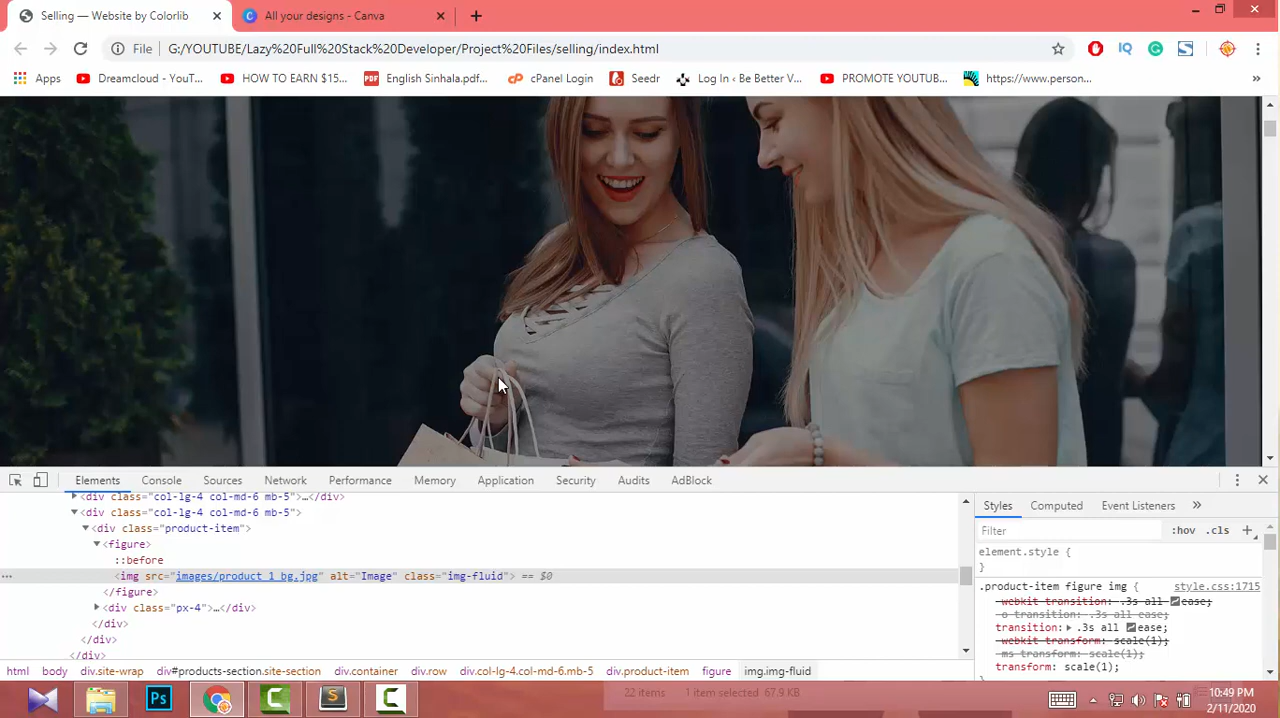 Selling — Website by Colorlib
All your designs - Canva
File G:/YOUTUBE/Lazy%20Full%20Stack%20Developer/Project%20Files/selling/index.html
IQ
Apps Dreamcloud - YouT... HOW TO EARN $15... PDF English Sinhala.pdf... cP cPanel Login Seedr Log In ‹ Be Better V... PROMOTE YOUTUB... https://www.person... »
Elements Console Sources Network Performance Memory Application Security Audits AdBlock
<div class="col-lg-4 col-md-6 mb-5">…</div>
<div class="col-lg-4 col-md-6 mb-5">
<div class="product-item">
<figure>
::before
... <img src="images/product_1_bg.jpg" alt="Image" class="img-fluid"> == $0
</figure>
<div class="px-4">…</div>
</div>
</div>
</div>
Styles Computed Event Listeners »
Filter :hov .cls +
element.style {
}
.product-item figure img { style.css:1715
-webkit-transition: .3s all ease;
-o-transition: .3s all ease;
transition: .3s all ease;
-webkit-transform: scale(1);
-ms-transform: scale(1);
transform: scale(1);
html body div.site-wrap div#products-section.site-section div.container div.row div.col-lg-4.col-md-6.mb-5 div.product-item figure img.img-fluid
22 items 1 item selected 67.9 KB
Ps
10:49 PM
2/11/2020